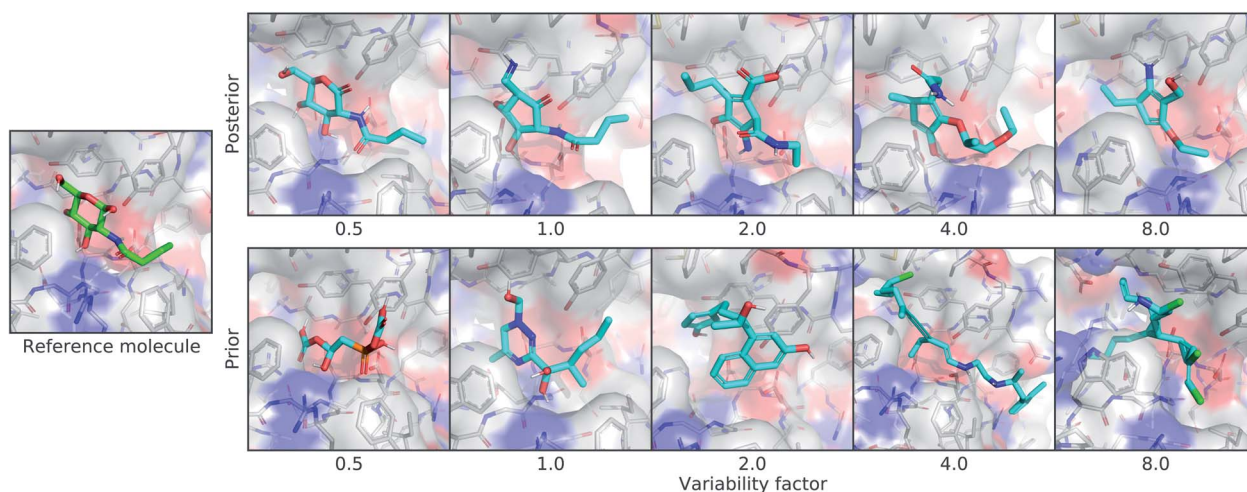 Posterior
0.5 1.0 2.0 4.0 8.0
Reference molecule
Prior
0.5 1.0 2.0 4.0 8.0
Variability factor